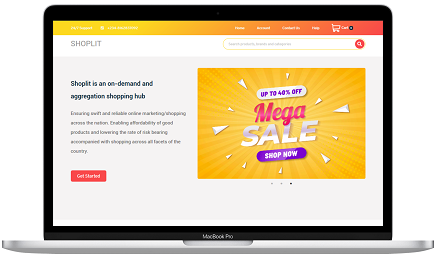 24/7 Support
Home Account Contact Us Help Cart 0
SHOPLIT
Search products, brands and categories
Shoplit is an on-demand and
aggregation shopping hub
Ensuring swift and reliable online marketing/shopping
across the nation. Enabling affordability of good
products and lowering the rate of risk bearing
accompanied with shopping across all facets of the
country.
Get Started
UP TO 40% OFF
Mega
SALE
SHOP NOW
MacBook Pro